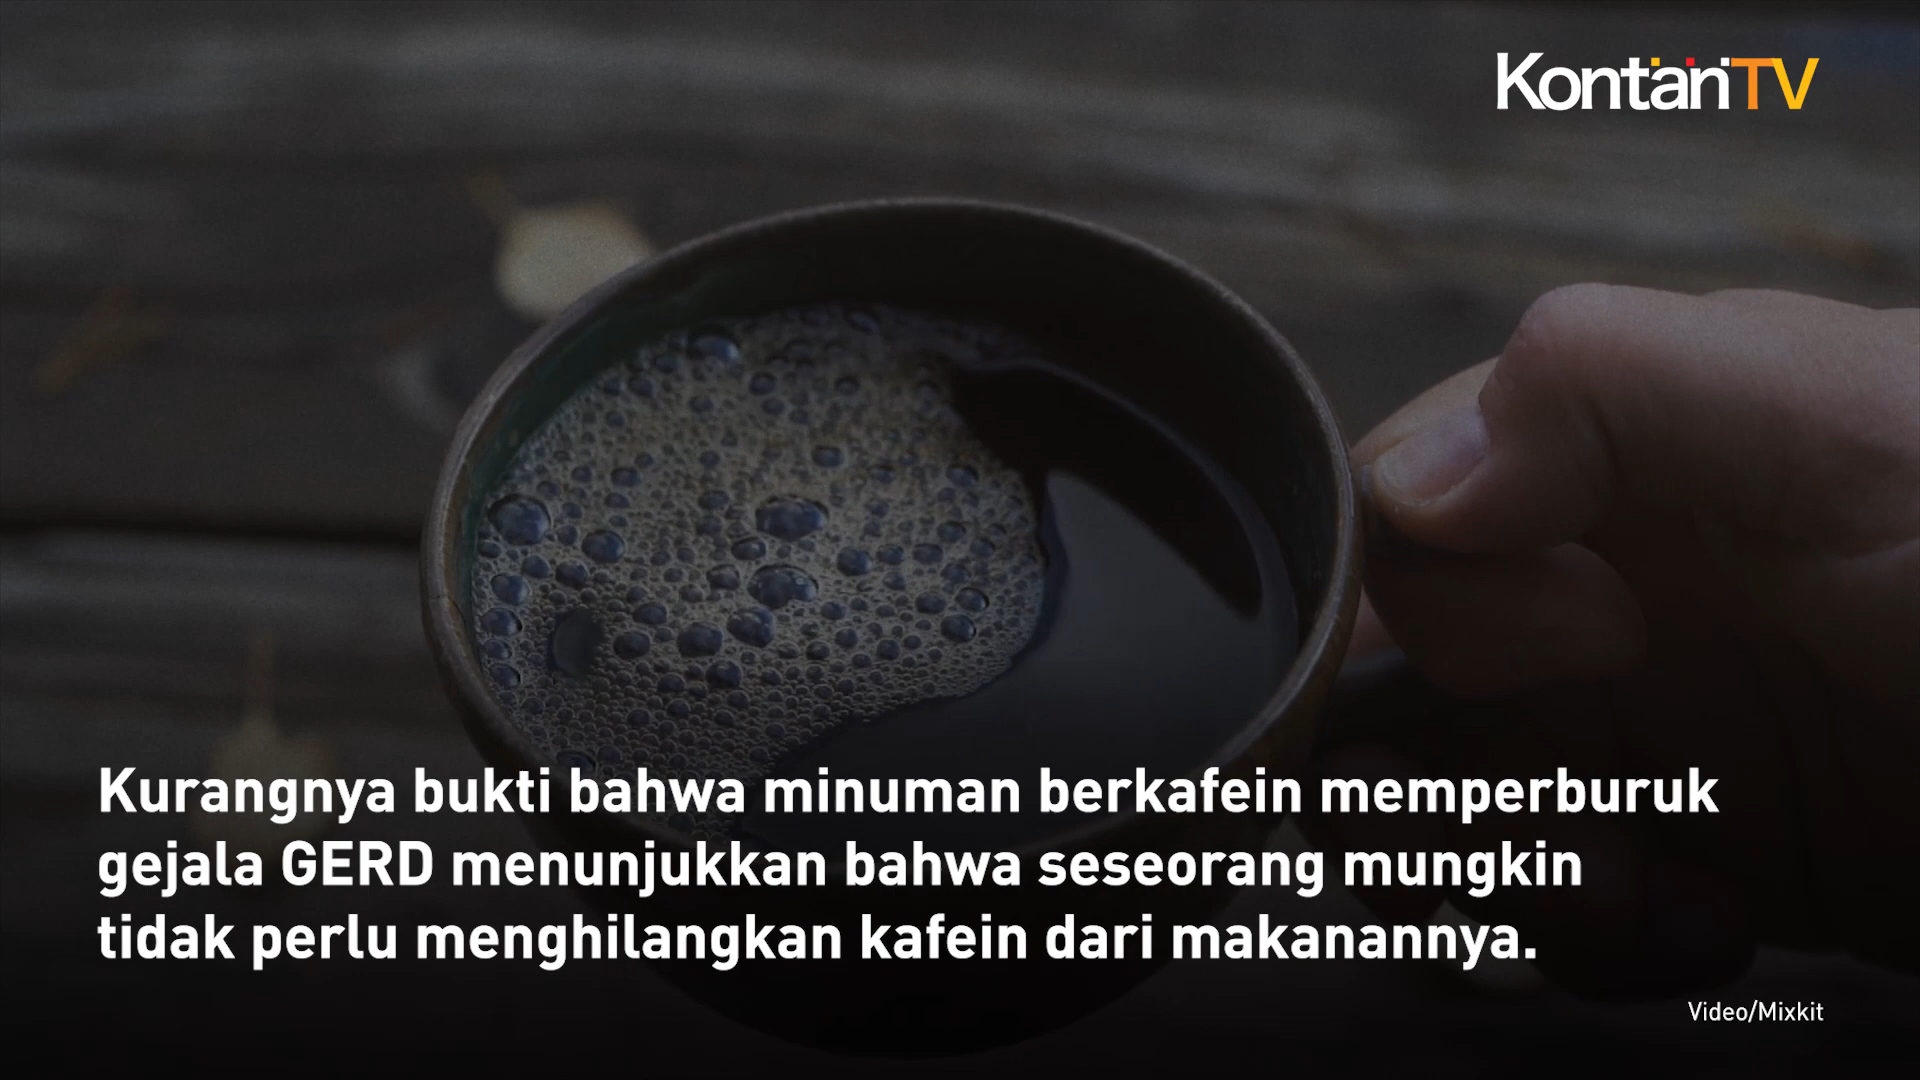 KontanTV
Kurangnya bukti bahwa minuman berkafein memperburuk
gejala GERD menunjukkan bahwa seseorang mungkin
tidak perlu menghilangkan kafein dari makanannya.
Video/Mixkit